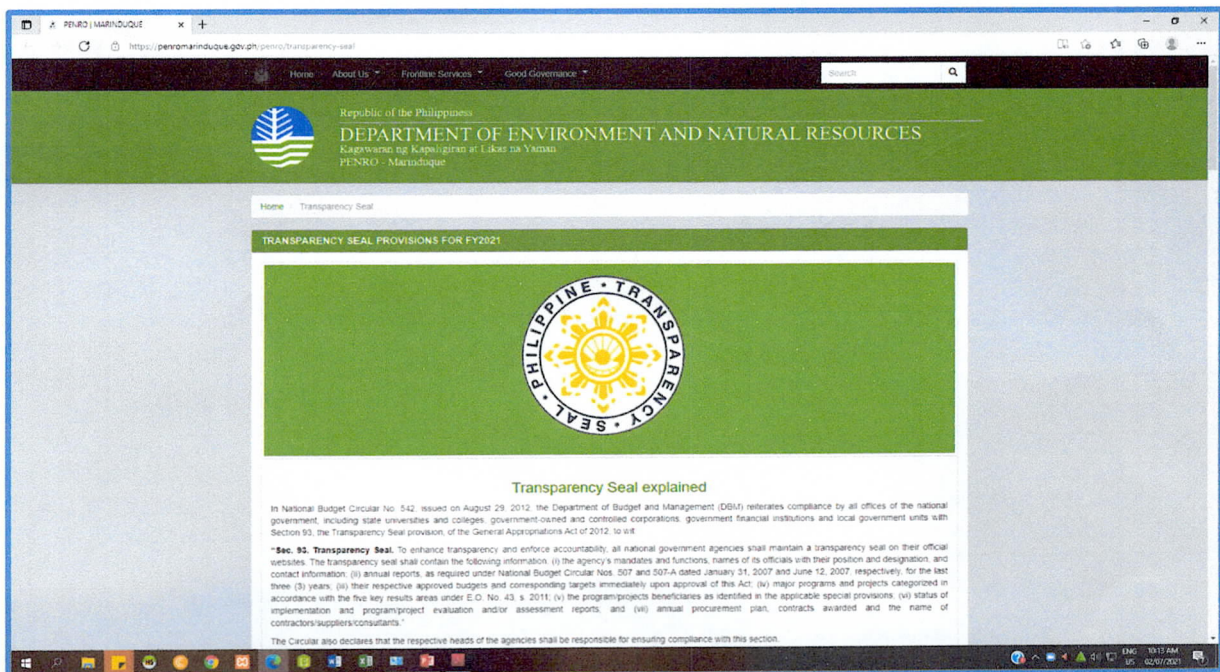 PENRO | MARINDUQUE
https://penromarinduque.gov.ph/penro/transparency-seal
Home About Us Frontline Services Good Governance Search
Republic of the Philippiness
DEPARTMENT OF ENVIRONMENT AND NATURAL RESOURCES
Kagawaran ng Kapaligiran at Likas na Yaman
PENRO - Marinduque
Home Transparency Seal
TRANSPARENCY SEAL PROVISIONS FOR FY2021
PHILIPPINE • TRANSPARENCY • SEAL •
Transparency Seal explained
In National Budget Circular No. 542, issued on August 29, 2012, the Department of Budget and Management (DBM) reiterates compliance by all offices of the national
government, including state universities and colleges, government-owned and controlled corporations, government financial institutions and local government units with
Section 93, the Transparency Seal provision, of the General Appropriations Act of 2012, to wit
"Sec. 93. Transparency Seal. To enhance transparency and enforce accountability, all national government agencies shall maintain a transparency seal on their official
websites. The transparency seal shall contain the following information: (i) the agency's mandates and functions, names of its officials with their position and designation, and
contact information; (ii) annual reports, as required under National Budget Circular Nos. 507 and 507-A dated January 31, 2007 and June 12, 2007, respectively, for the last
three (3) years; (iii) their respective approved budgets and corresponding targets immediately upon approval of this Act; (iv) major programs and projects categorized in
accordance with the five key results areas under E.O. No. 43, s. 2011; (v) the program/projects beneficiaries as identified in the applicable special provisions; (vi) status of
implementation and program/project evaluation and/or assessment reports; and (vii) annual procurement plan, contracts awarded and the name of
contractors/suppliers/consultants."
The Circular also declares that the respective heads of the agencies shall be responsible for ensuring compliance with this section.
ENG 10:13 AM
US 02/07/2021